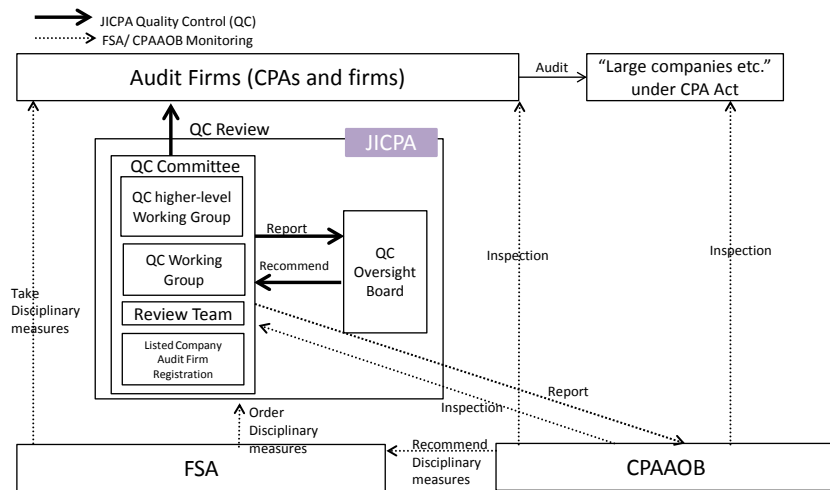 JICPA Quality Control (QC)
FSA/ CPAAOB Monitoring
Audit Firms (CPAs and firms)
Audit
“Large companies etc.”
under CPA Act
QC Review
JICPA
QC Committee
QC higher-level
Working Group
Report
QC Working
Group
Recommend
QC
Oversight
Board
Review Team
Listed Company
Audit Firm
Registration
Inspection
Inspection
Take
Disciplinary
measures
Report
Inspection
Order
Disciplinary
measures
Recommend
Disciplinary
measures
FSA
CPAAOB